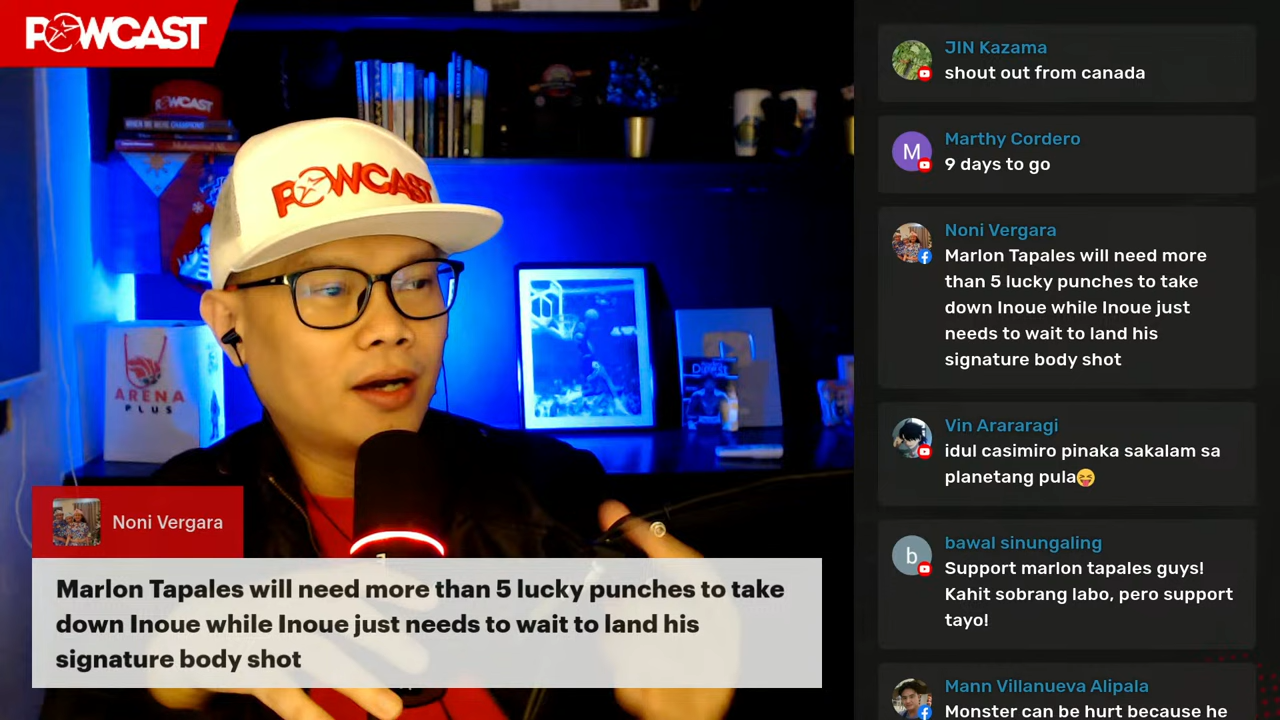 POWCAST
POWCAST
POWCAST
ARENA
PLUS
Noni Vergara
Marlon Tapales will need more than 5 lucky punches to take
down Inoue while Inoue just needs to wait to land his
signature body shot
JIN Kazama
shout out from canada
M
Marthy Cordero
9 days to go
Noni Vergara
Marlon Tapales will need more
than 5 lucky punches to take
down Inoue while Inoue just
needs to wait to land his
signature body shot
Vin Arararagi
idul casimiro pinaka sakalam sa
planetang pula😝
b
bawal sinungaling
Support marlon tapales guys!
Kahit sobrang labo, pero support
tayo!
Mann Villanueva Alipala
Monster can be hurt because he